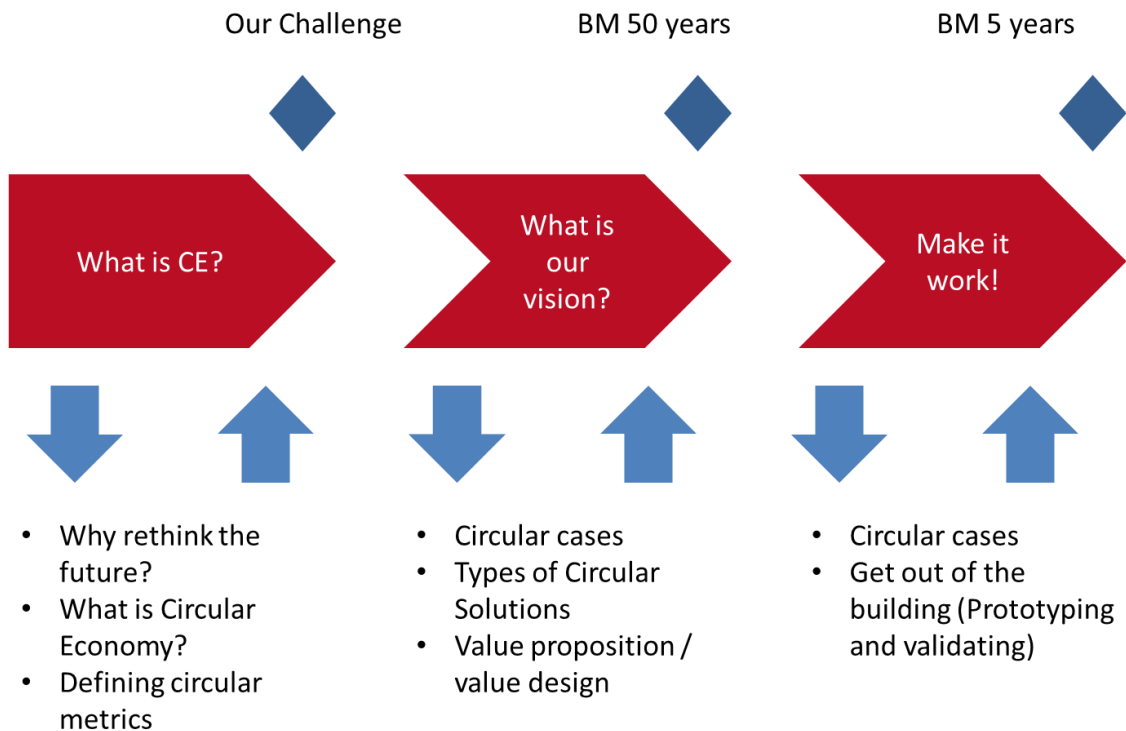 Our Challenge
BM 50 years
BM 5 years
What is CE?
What is
our
vision?
Make it
work!
• Why rethink the
future?
• What is Circular
Economy?
• Defining circular
metrics
• Circular cases
• Types of Circular
Solutions
• Value proposition /
value design
• Circular cases
• Get out of the
building (Prototyping
and validating)